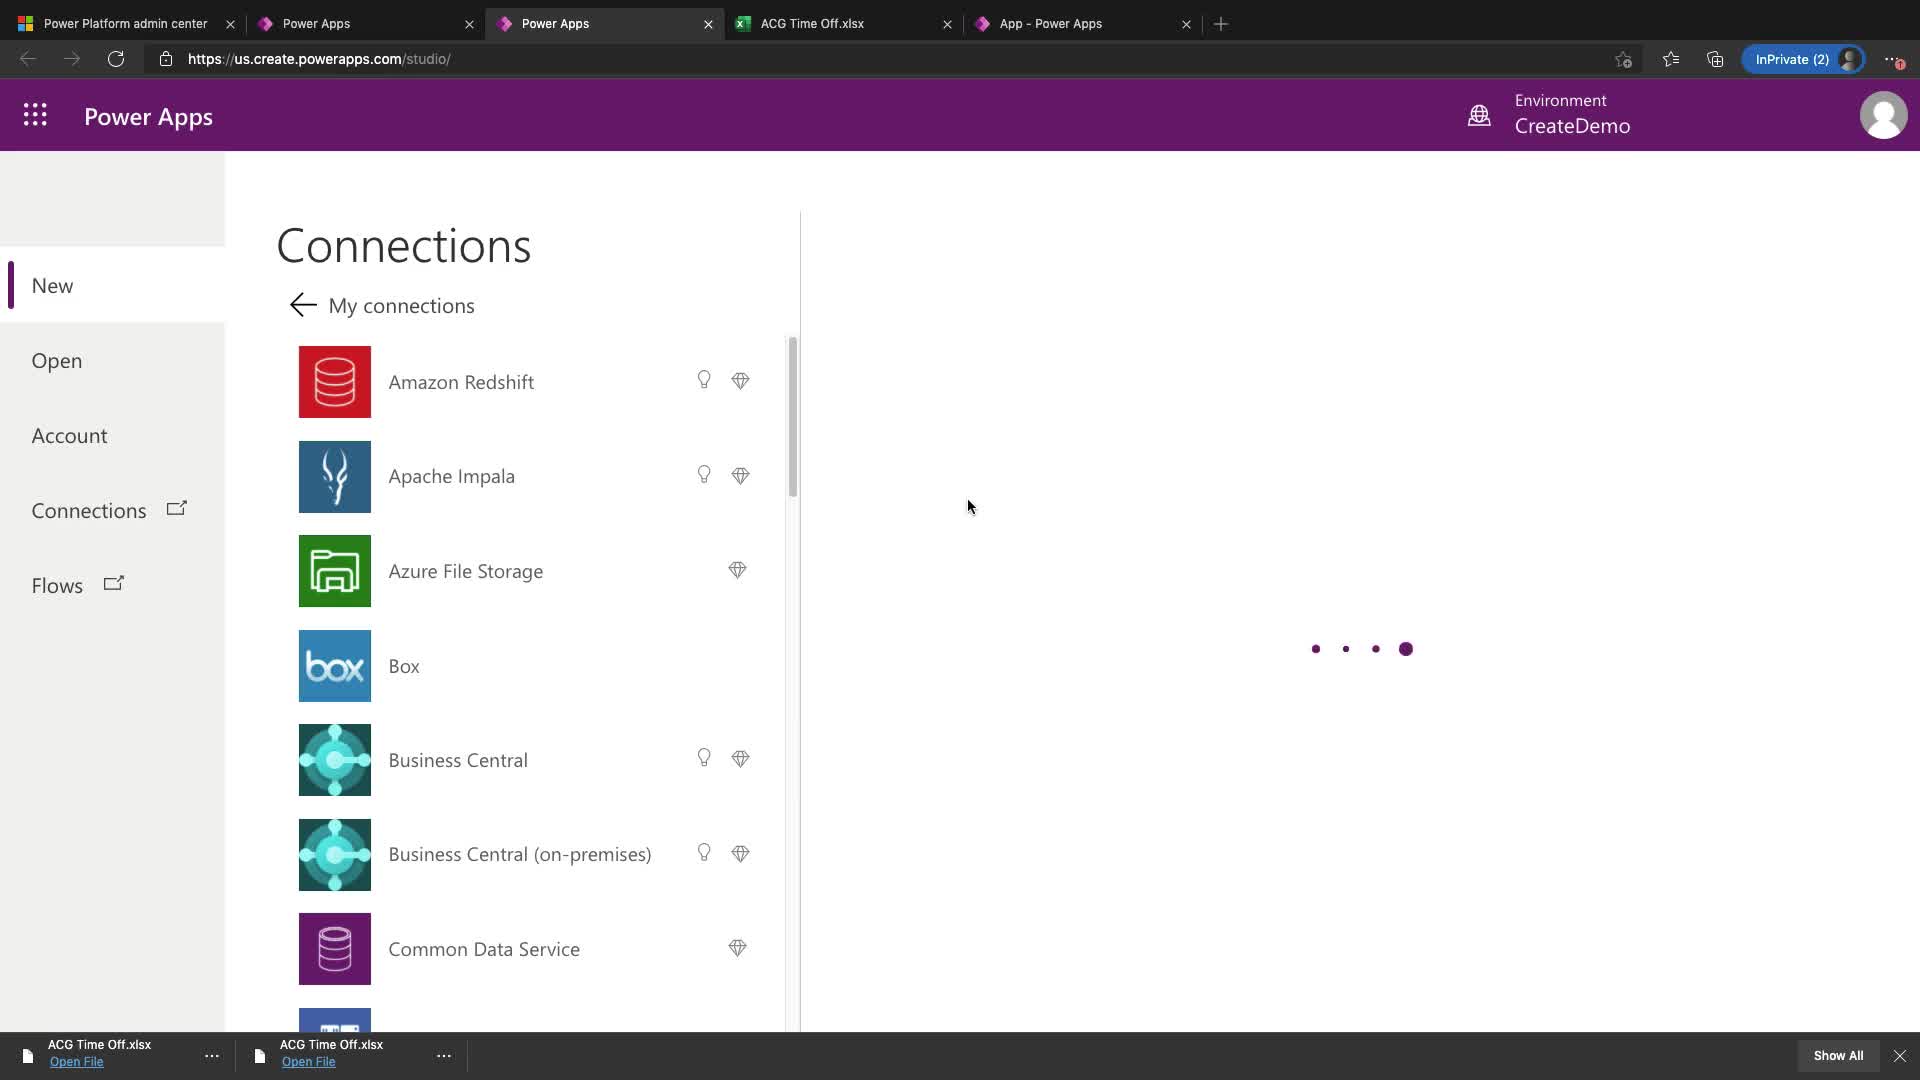 Power Platform admin center
Power Apps
Power Apps
ACG Time Off.xlsx
App - Power Apps
https://us.create.powerapps.com/studio/
InPrivate (2)
Power Apps
Environment
CreateDemo
New
Open
Account
Connections
Flows
Connections
My connections
Amazon Redshift
Apache Impala
Azure File Storage
box
Box
Business Central
Business Central (on-premises)
Common Data Service
ACG Time Off.xlsx
Open File
ACG Time Off.xlsx
Open File
Show All